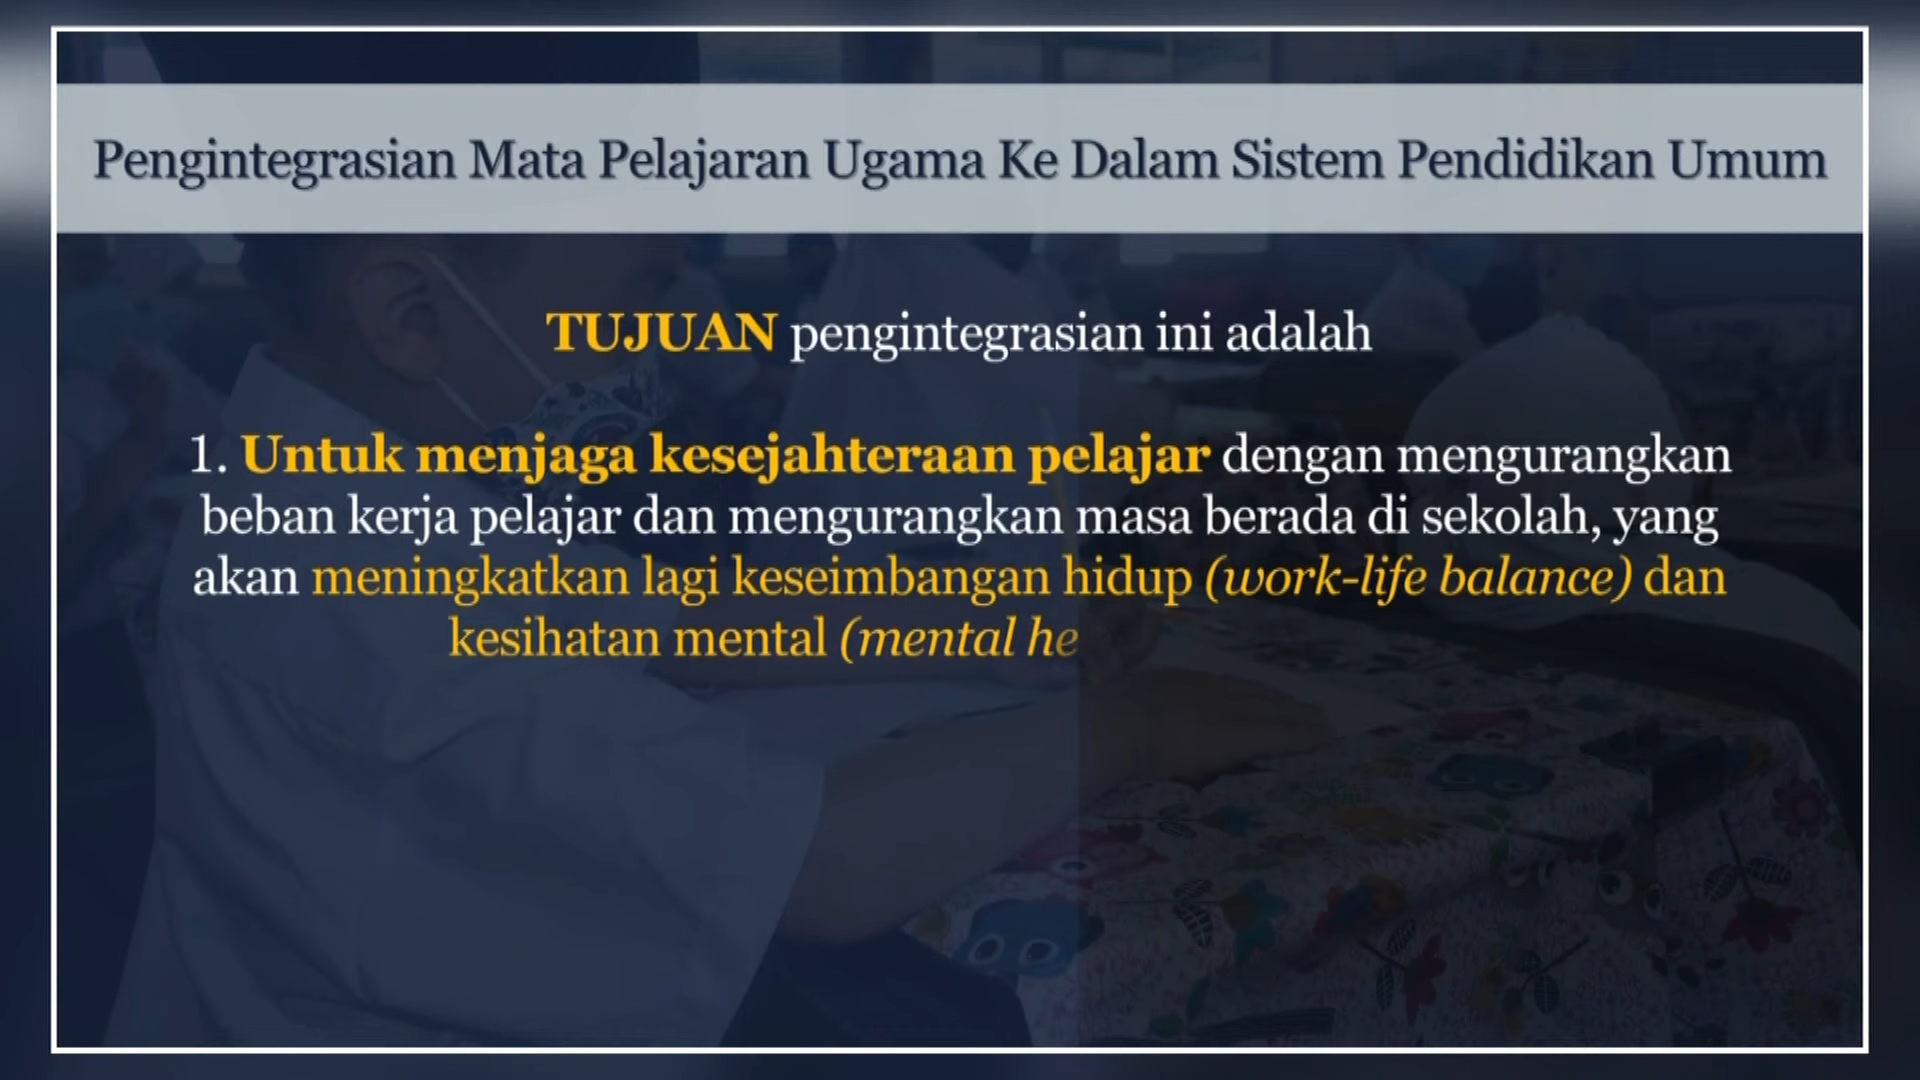 Pengintegrasian Mata Pelajaran Ugama Ke Dalam Sistem Pendidikan Umum
TUJUAN pengintegrasian ini adalah
1. Untuk menjaga kesejahteraan pelajar dengan mengurangkan
beban kerja pelajar dan mengurangkan masa berada di sekolah, yang
akan meningkatkan lagi keseimbangan hidup (work-life balance) dan
kesihatan mental (mental he